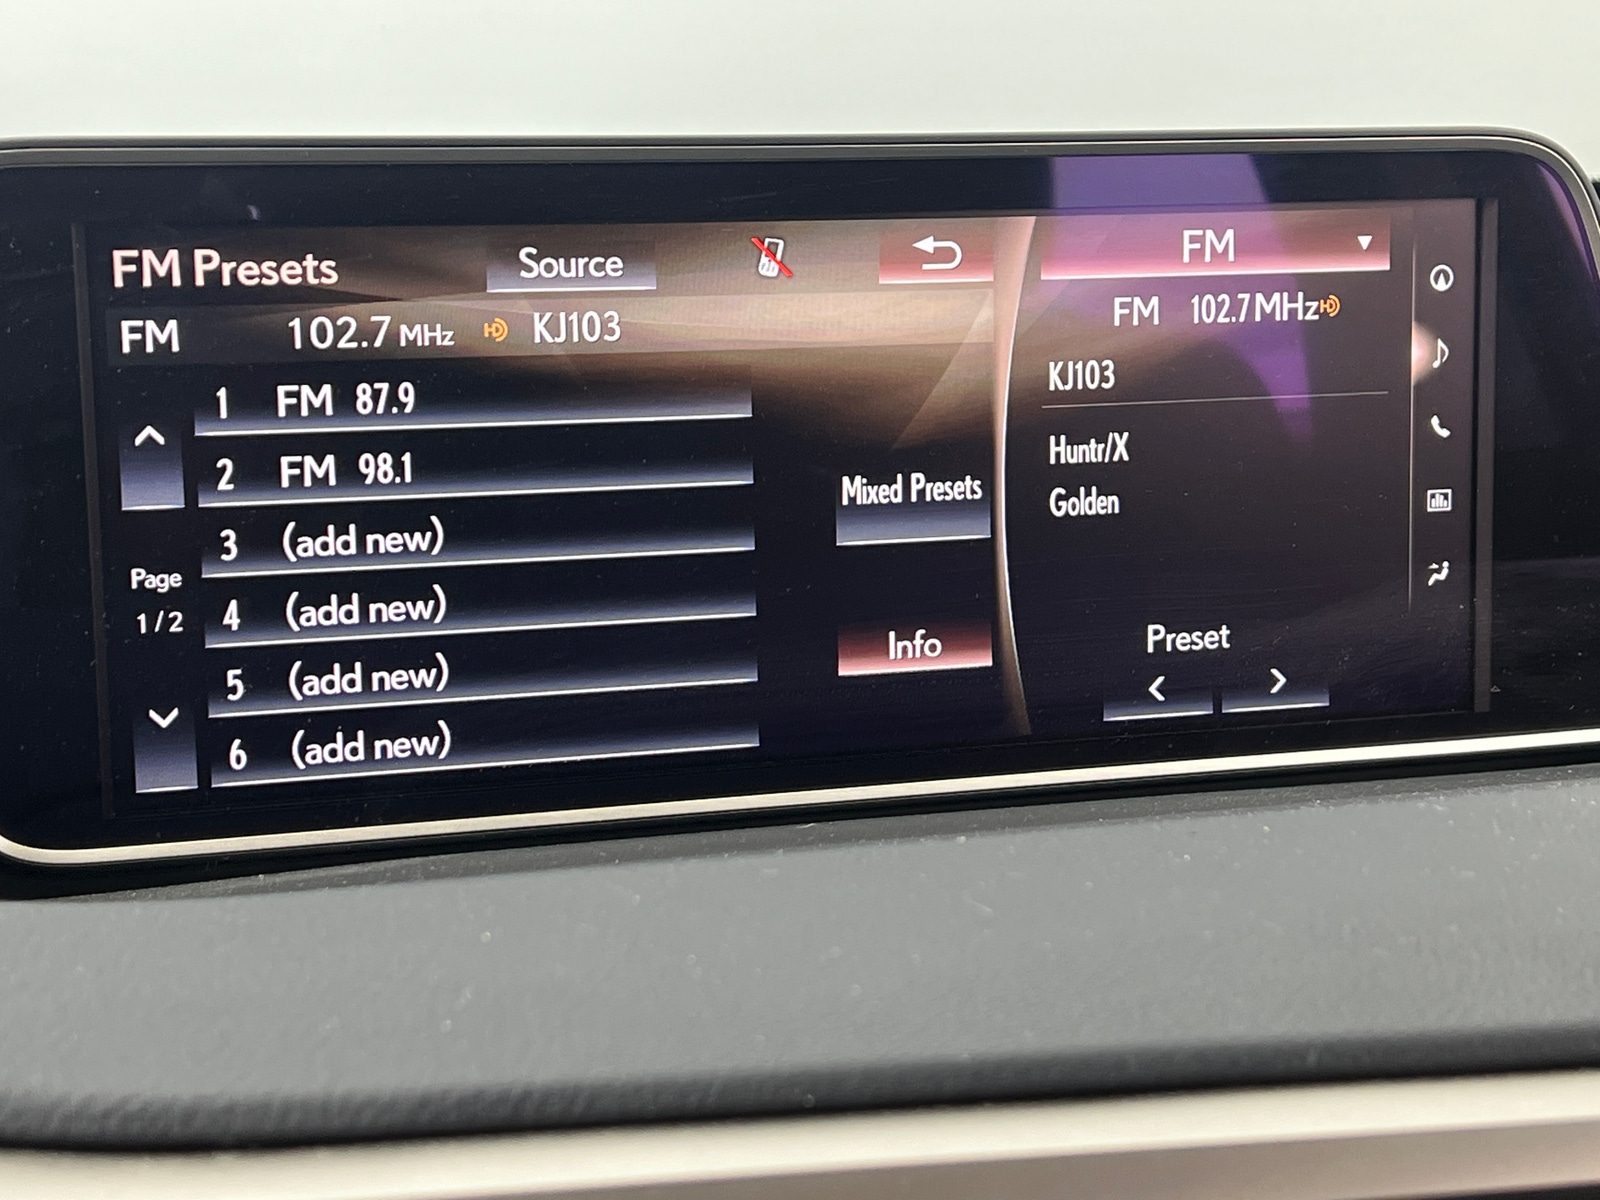 FM Presets
Source
FM 102.7 MHz HD KJ103
1 FM 87.9
2 FM 98.1
3 (add new)
4 (add new)
5 (add new)
6 (add new)
Page
1/2
Mixed Presets
Info
FM
FM 102.7MHz HD
KJ103
Huntr/X
Golden
Preset